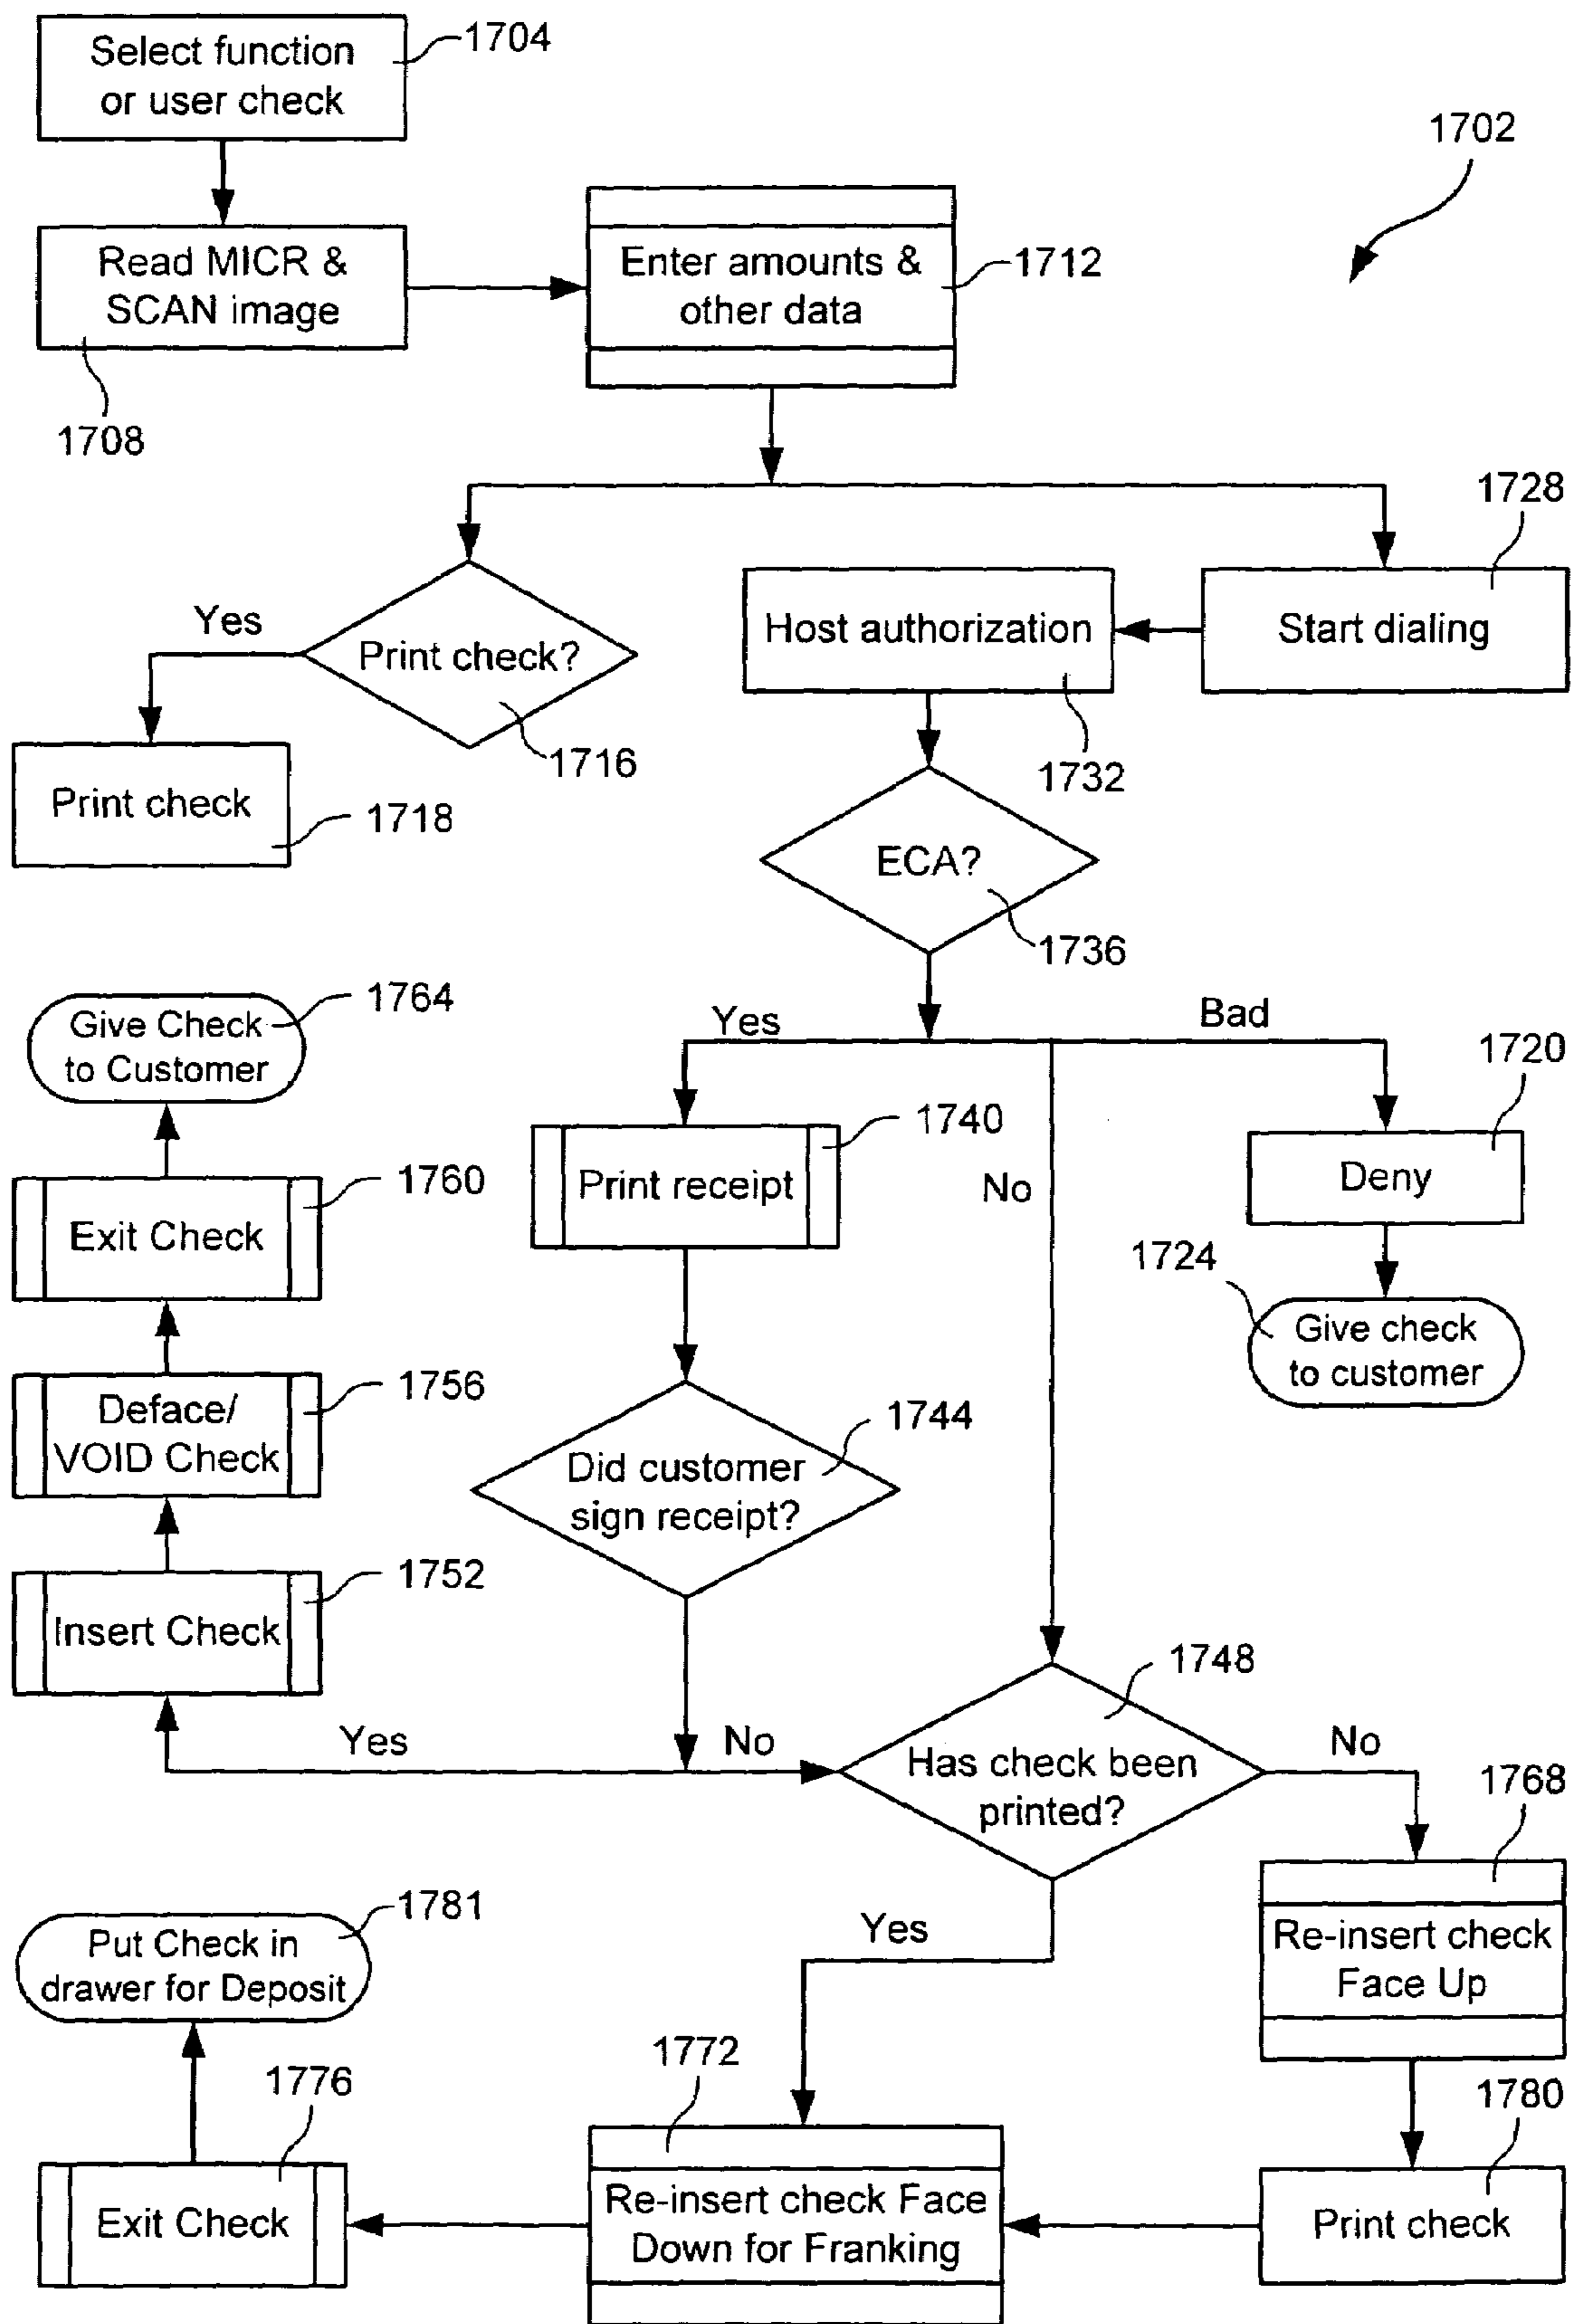 Select function
or user check
1704
1702
Read MICR &
SCAN image
1708
Enter amounts &
other data
1712
1728
Yes
Print check?
1716
Host authorization
1732
Start dialing
Print check
1718
ECA?
1736
Give Check
to Customer
1764
Yes
No
Bad
1720
Print receipt
1740
Deny
Exit Check
1760
1724
Give check
to customer
Deface/
VOID Check
1756
Did customer
sign receipt?
1744
Insert Check
1752
Yes
No
1748
Has check been
printed?
No
1768
Re-insert check
Face Up
Yes
Put Check in
drawer for Deposit
1781
1776
Exit Check
1772
Re-insert check Face
Down for Franking
1780
Print check